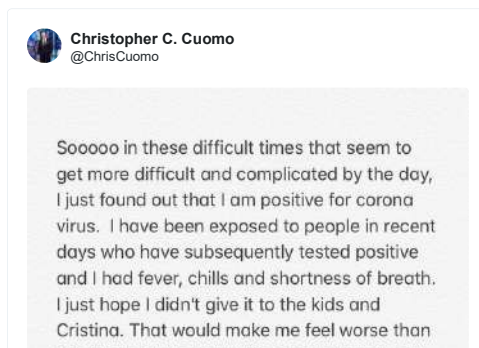 Christopher C. Cuomo
@ChrisCuomo
Sooooo in these difficult times that seem to
get more difficult and complicated by the day,
I just found out that I am positive for corona
virus.  I have been exposed to people in recent
days who have subsequently tested positive
and I had fever, chills and shortness of breath.
I just hope I didn't give it to the kids and
Cristina. That would make me feel worse than